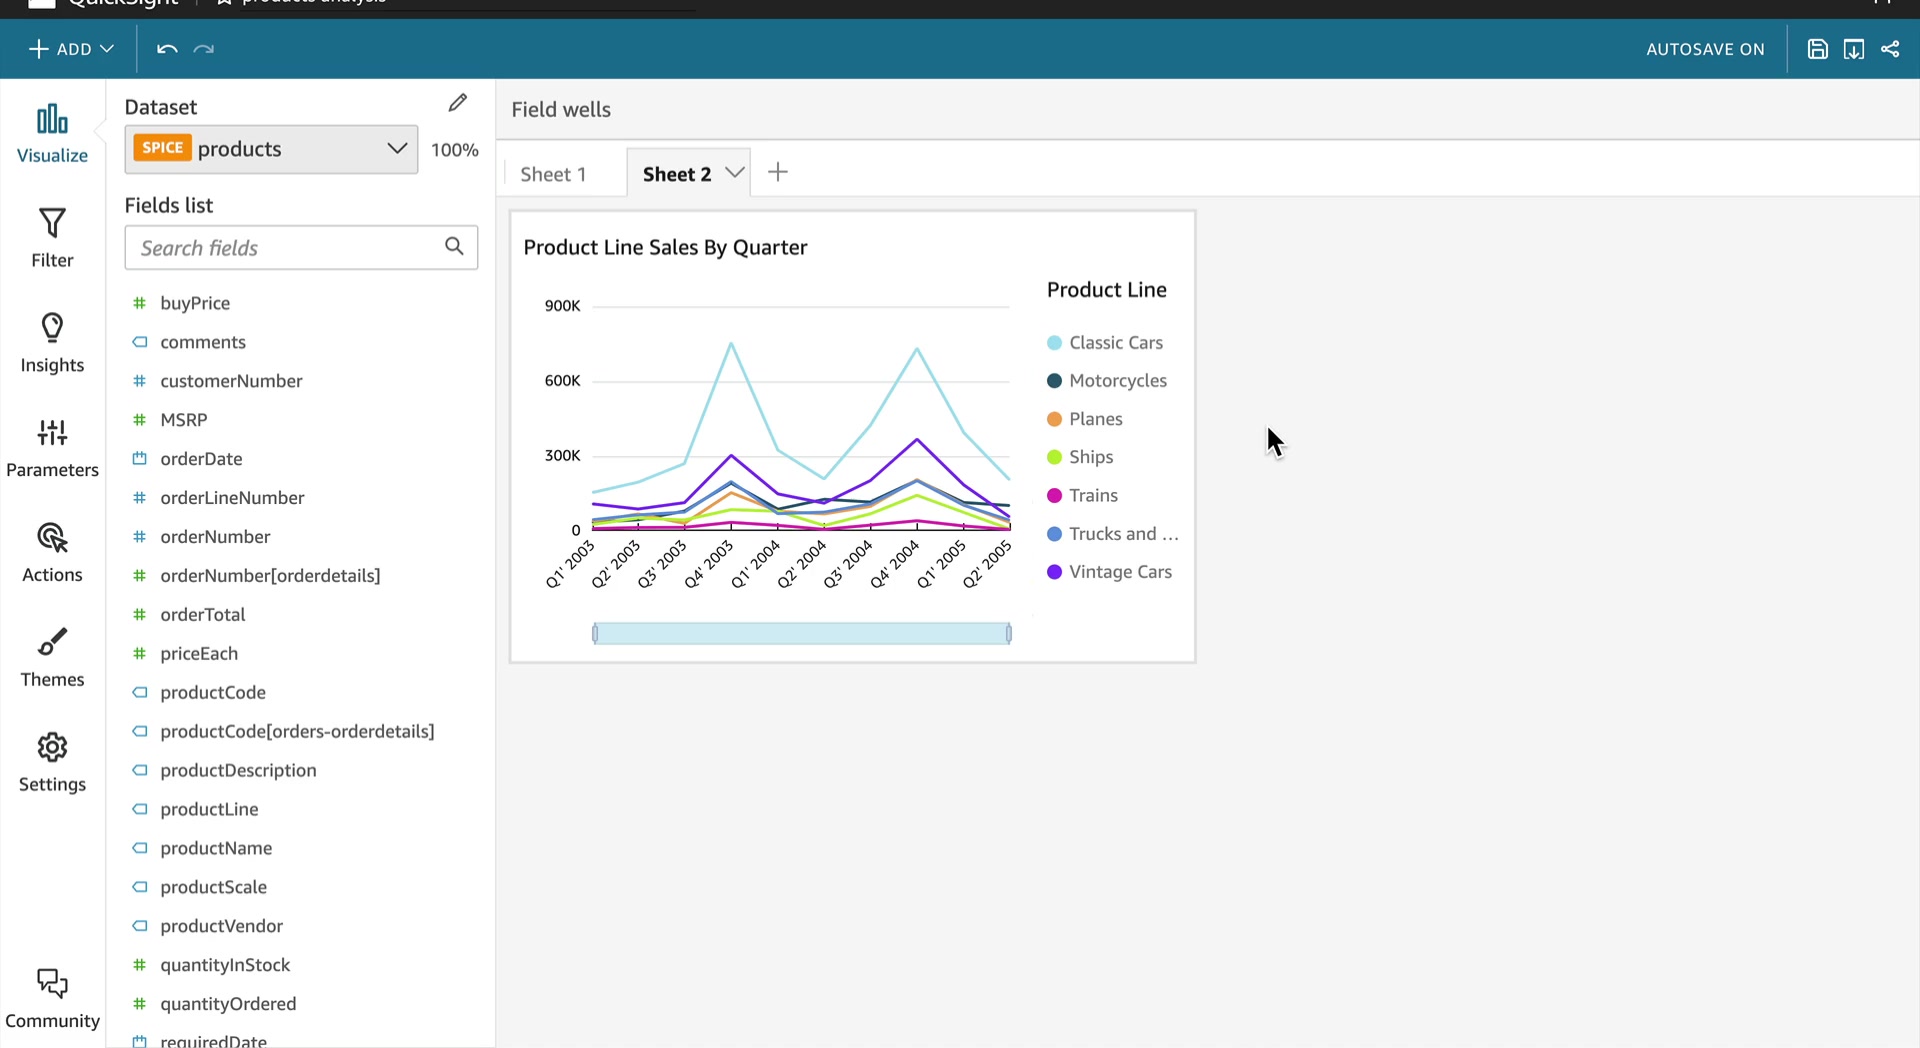 QuickSight products analysis
ADD
AUTOSAVE ON
Visualize
Filter
Insights
Parameters
Actions
Themes
Settings
Community
Dataset
SPICE products 100%
Fields list
Search fields
buyPrice
comments
customerNumber
MSRP
orderDate
orderLineNumber
orderNumber
orderNumber[orderdetails]
orderTotal
priceEach
productCode
productCode[orders-orderdetails]
productDescription
productLine
productName
productScale
productVendor
quantityInStock
quantityOrdered
requiredDate
Field wells
Sheet 1 Sheet 2
Product Line Sales By Quarter
900K
600K
300K
0
Q1' 2003 Q2' 2003 Q3' 2003 Q4' 2003 Q1' 2004 Q2' 2004 Q3' 2004 Q4' 2004 Q1' 2005 Q2' 2005
Product Line
Classic Cars
Motorcycles
Planes
Ships
Trains
Trucks and ...
Vintage Cars